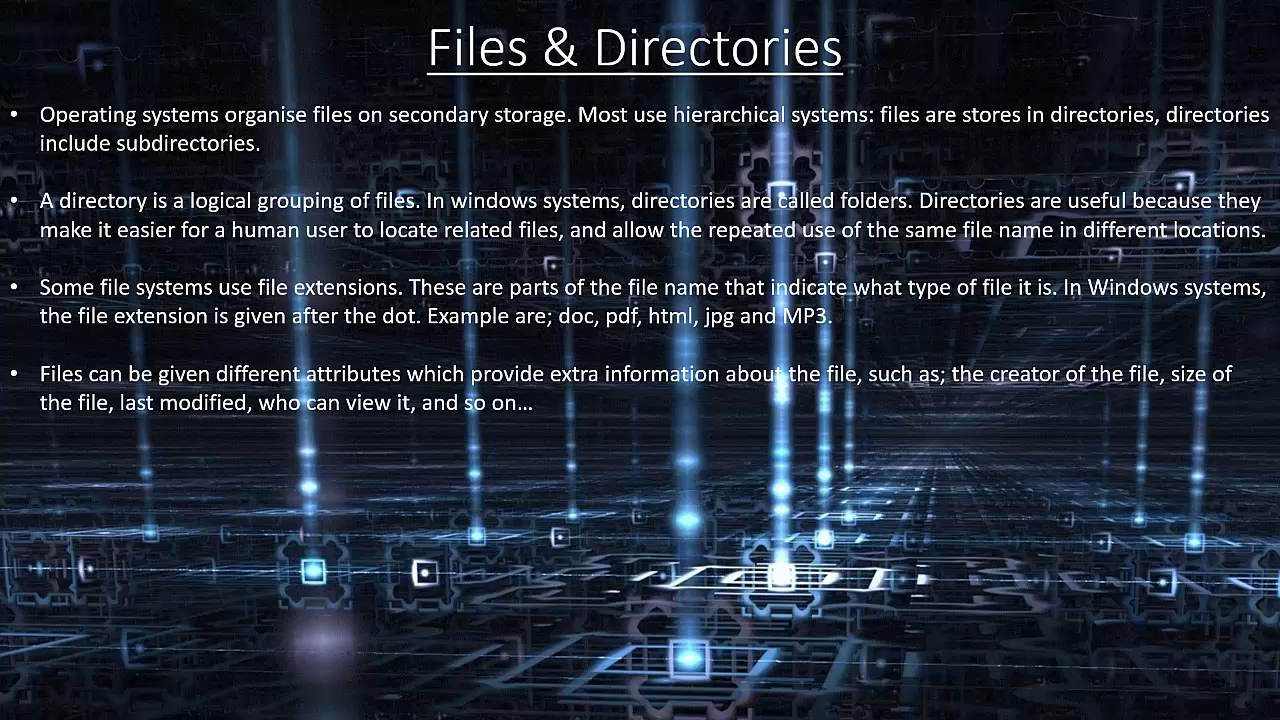 Files & Directories
• Operating systems organise files on secondary storage. Most use hierarchical systems: files are stores in directories, directories
include subdirectories.
• A directory is a logical grouping of files. In windows systems, directories are called folders. Directories are useful because they
make it easier for a human user to locate related files, and allow the repeated use of the same file name in different locations.
• Some file systems use file extensions. These are parts of the file name that indicate what type of file it is. In Windows systems,
the file extension is given after the dot. Example are; doc, pdf, html, jpg and MP3.
• Files can be given different attributes which provide extra information about the file, such as; the creator of the file, size of
the file, last modified, who can view it, and so on…